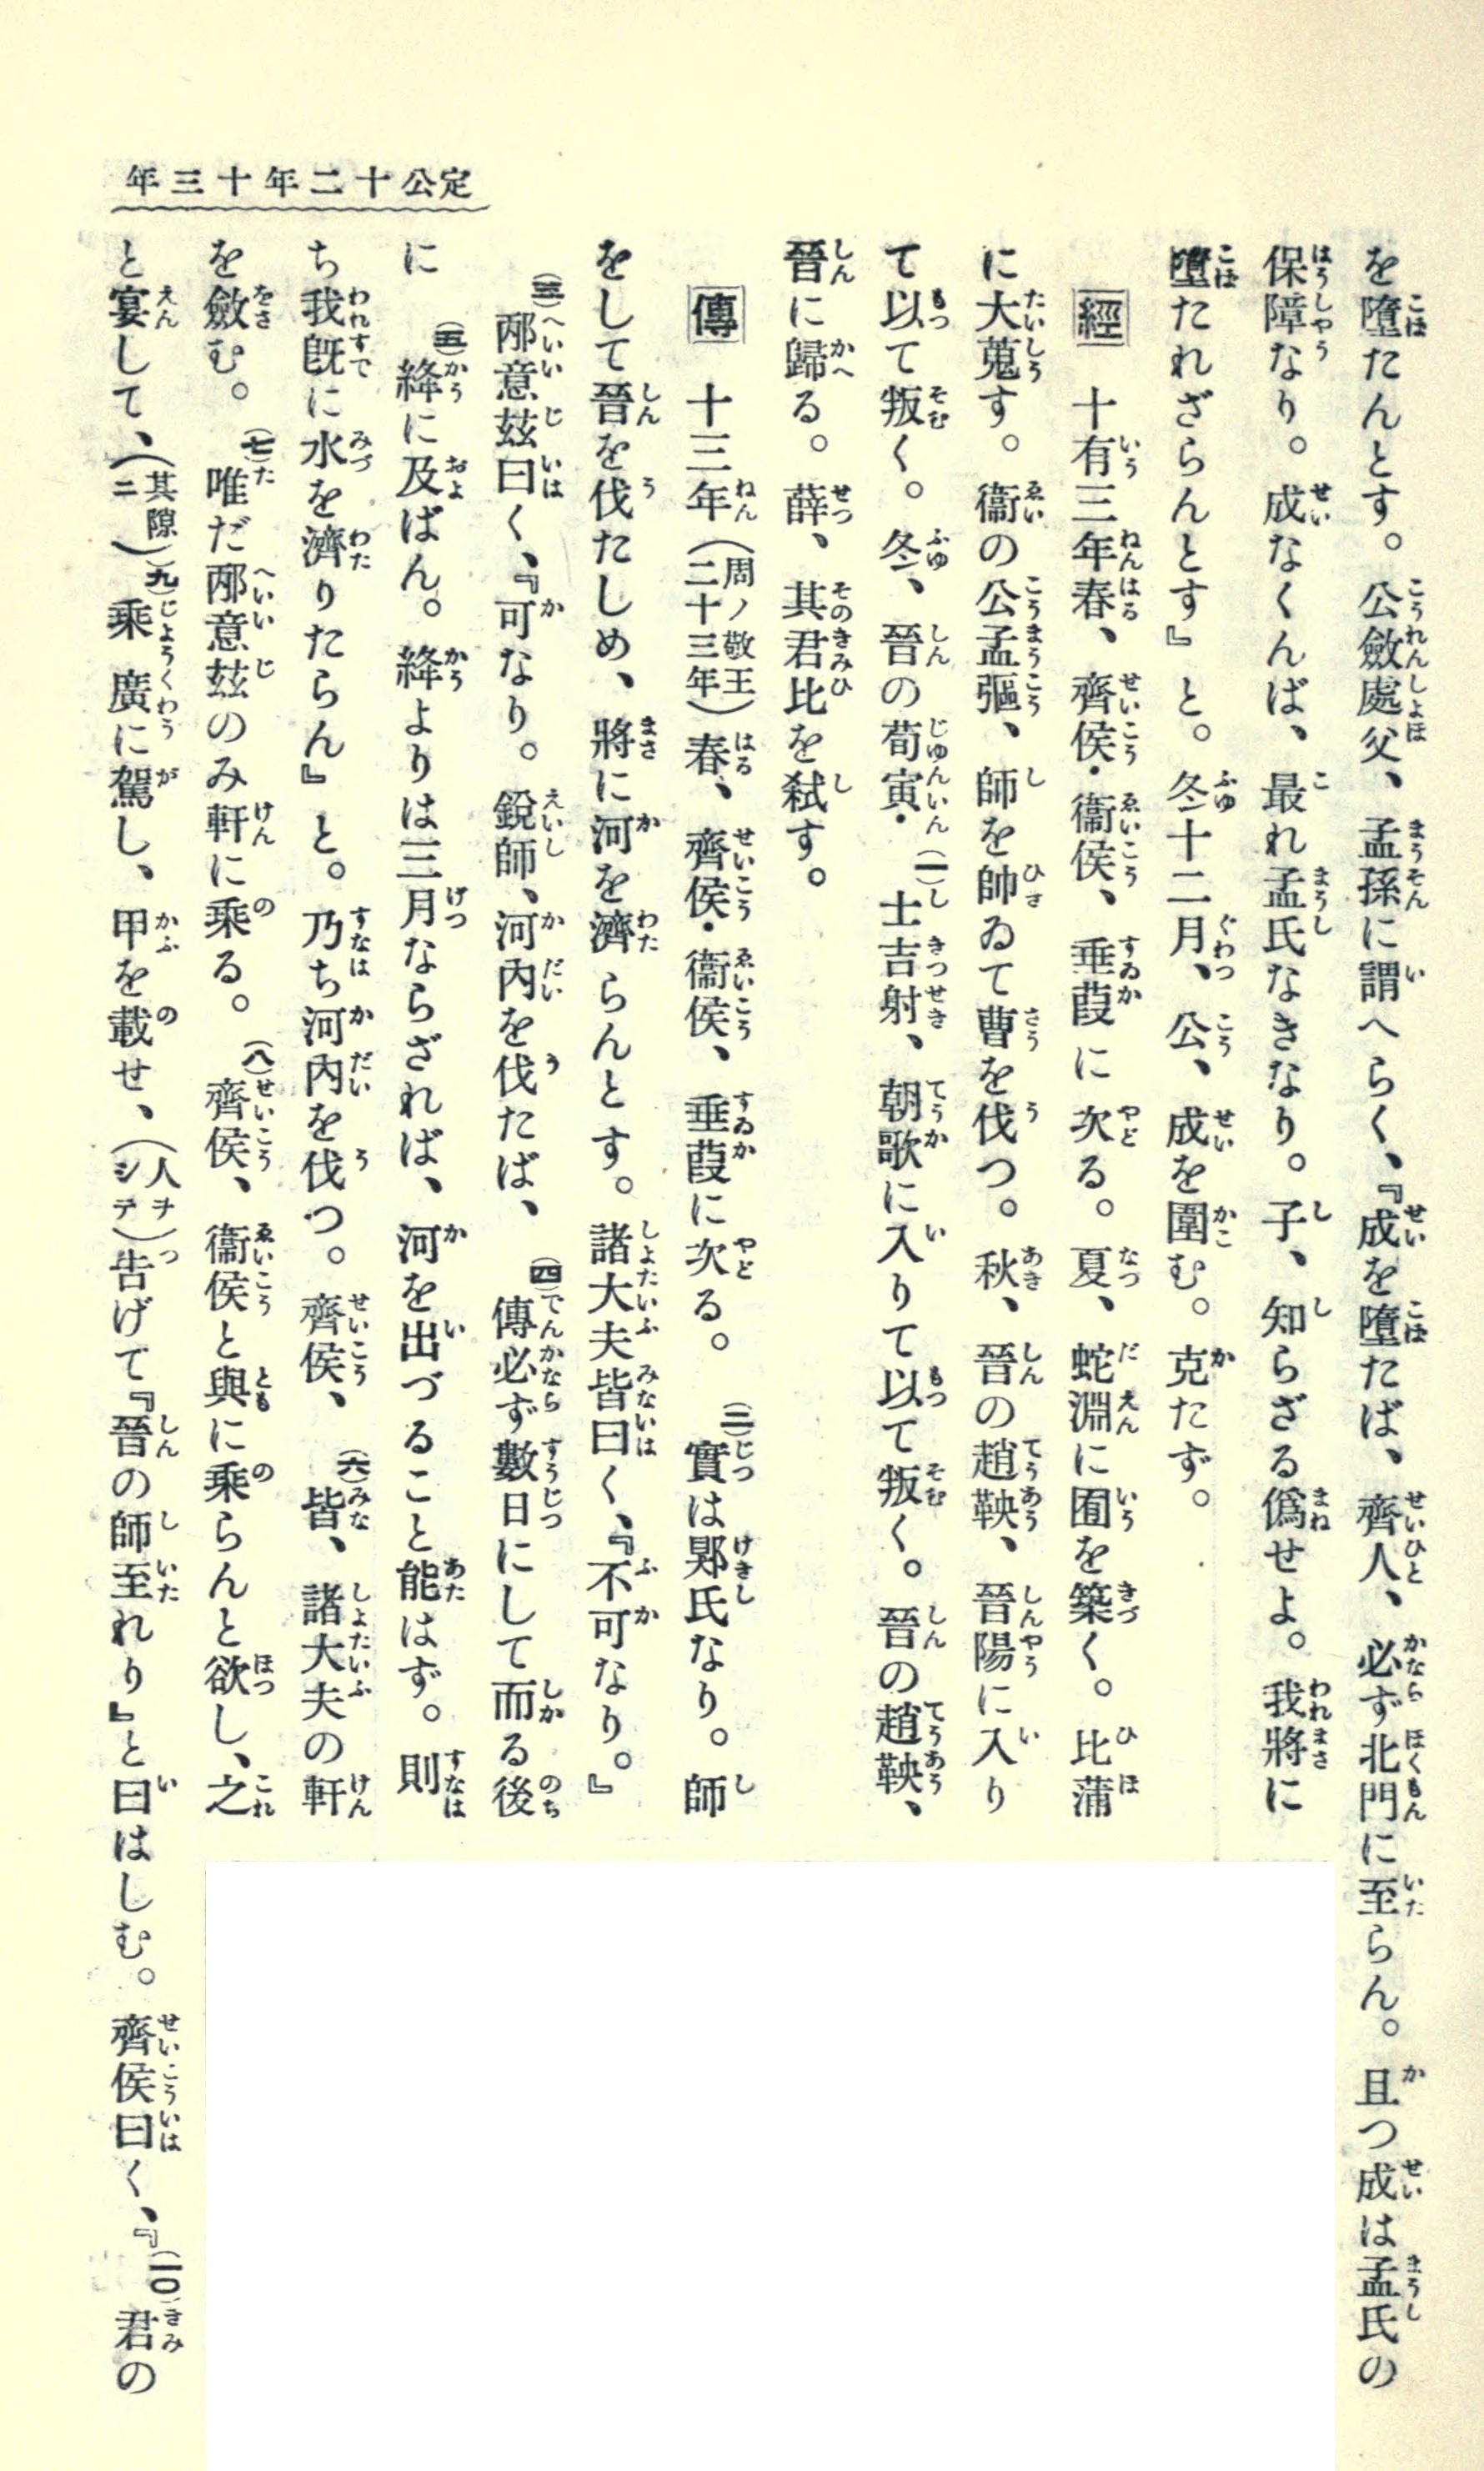 定公十二年十三年
を墮たんとす。公斂處父、孟孫に謂へらく、『成を墮たば、齊人、必ず北門に至らん。且つ成は孟氏の
保障なり。成なくんば、最れ孟氏なきなり。子、知らざる僞せよ。我將に
墮たれざらんとす』と。冬十二月、公、成を圍む。克たず。
經　十有三年春、齊侯・衞侯、垂葭に次る。夏、蛇淵に囿を築く。比蒲
に大蒐す。衞の公孟彄、師を帥ゐて曹を伐つ。秋、晉の趙鞅、晉陽に入り
て以て叛く。冬、晉の荀寅・(一)士吉射、朝歌に入りて以て叛く。晉の趙鞅、
晉に歸る。薛、其君比を弑す。
傳　十三年(周ノ敬王二十三年)春、齊侯・衞侯、垂葭に次る。(二)實は郹氏なり。師
をして晉を伐たしめ、將に河を濟らんとす。諸大夫皆曰く、『不可なり。』
(三)邴意玆曰く、『可なり。銳師、河內を伐たば、(四)傳必ず數日にして而る後
に(五)絳に及ばん。絳よりは三月ならざれば、河を出づること能はず。則
ち我旣に水を濟りたらん』と。乃ち河內を伐つ。齊侯、(六)皆、諸大夫の軒
を斂む。(七)唯だ邴意玆のみ軒に乘る。(八)齊侯、衞侯と與に乘らんと欲し、之
と宴して、(其隙ニ)(九)乘廣に駕し、甲を載せ、(人ヲシテ)告げて『晉の師至れり』と曰はしむ。齊侯曰く、『(一〇)君の